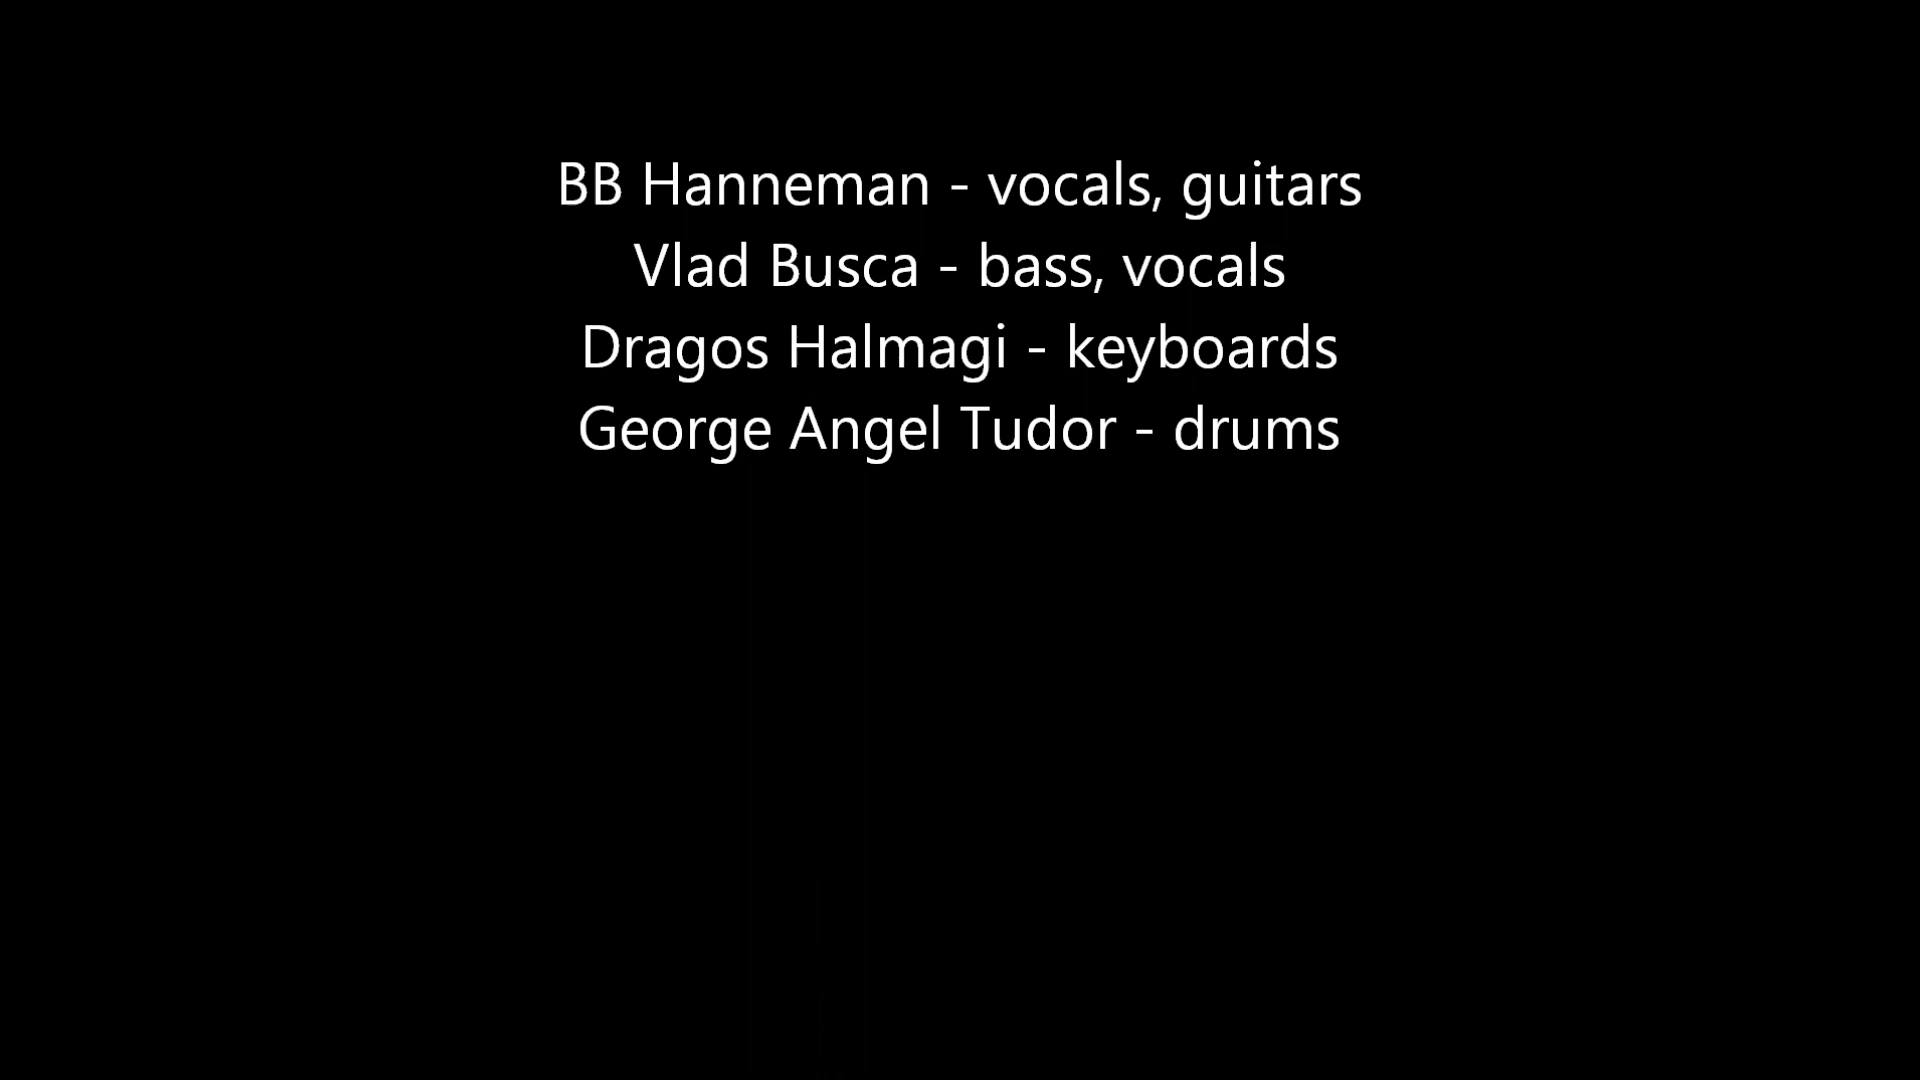 BB Hanneman - vocals, guitars
Vlad Busca - bass, vocals
Dragos Halmagi - keyboards
George Angel Tudor - drums